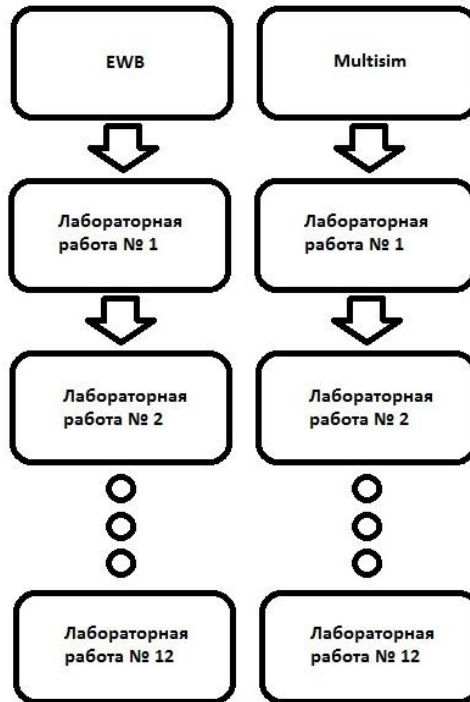 EWB
Multisim
Лабораторная
работа № 1
Лабораторная
работа № 1
Лабораторная
работа № 2
Лабораторная
работа № 2
Лабораторная
работа № 12
Лабораторная
работа № 12